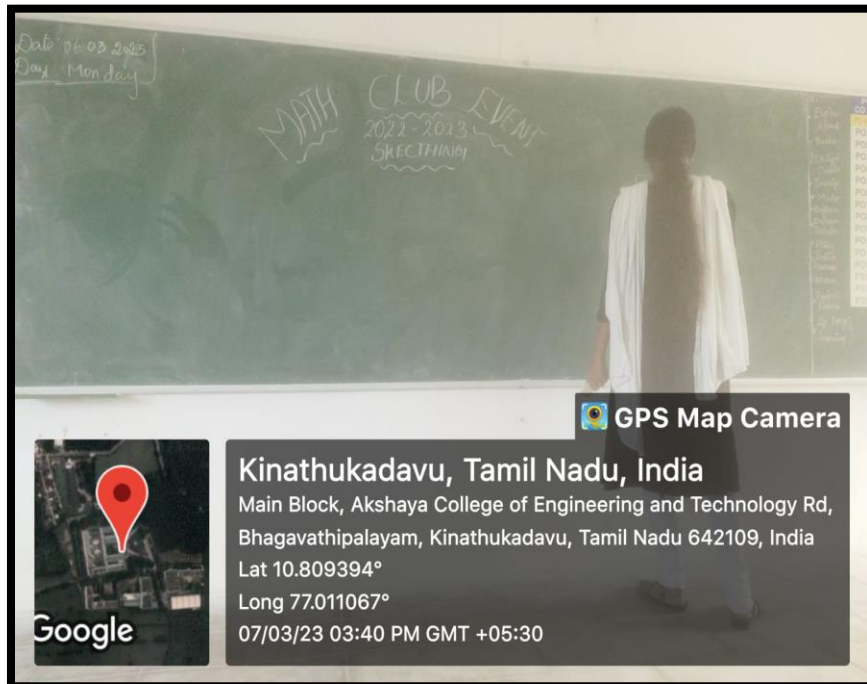 Date 06.03.2023
Day Monday
MATH CLUB EVENT
2022-2023
SKECTHING
GPS Map Camera
Kinathukadavu, Tamil Nadu, India
Main Block, Akshaya College of Engineering and Technology Rd,
Bhagavathipalayam, Kinathukadavu, Tamil Nadu 642109, India
Lat 10.809394°
Long 77.011067°
07/03/23 03:40 PM GMT +05:30
Google